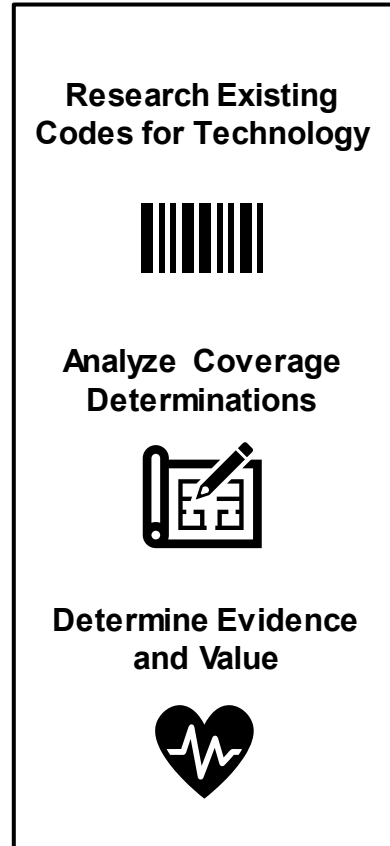 Research Existing
Codes for Technology
Analyze Coverage
Determinations
Determine Evidence
and Value